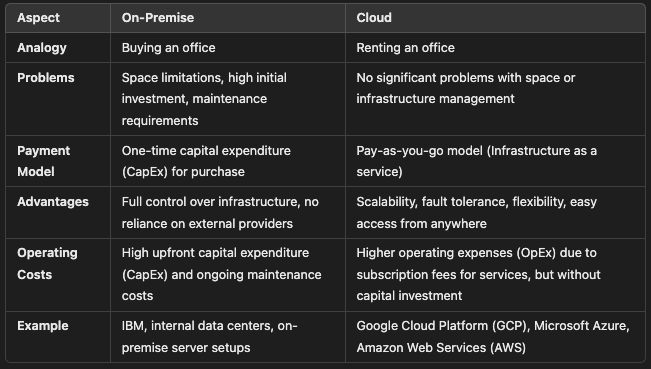 Aspect On-Premise Cloud
Analogy Buying an office Renting an office
Problems Space limitations, high initial No significant problems with space or
investment, maintenance infrastructure management
requirements
Payment One-time capital expenditure Pay-as-you-go model (Infrastructure as a
Model (CapEx) for purchase service)
Advantages Full control over infrastructure, no Scalability, fault tolerance, flexibility, easy
reliance on external providers access from anywhere
Operating High upfront capital expenditure Higher operating expenses (OpEx) due to
Costs (CapEx) and ongoing maintenance subscription fees for services, but without
costs capital investment
Example IBM, internal data centers, on- Google Cloud Platform (GCP), Microsoft Azure,
premise server setups Amazon Web Services (AWS)